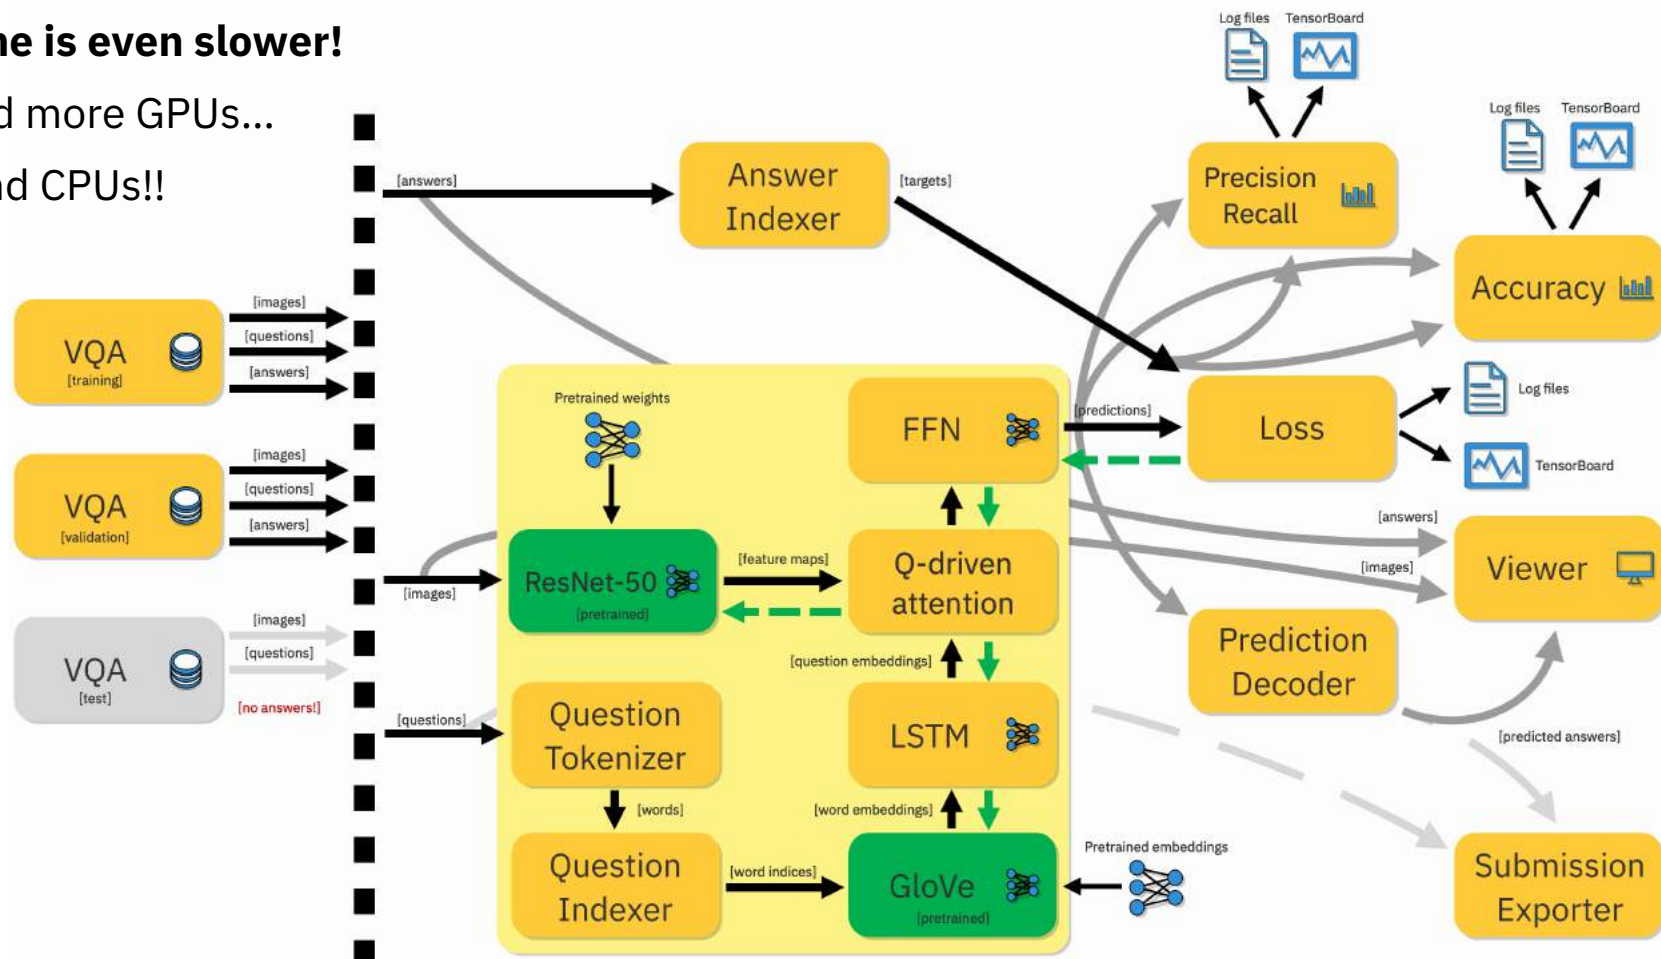 ne is even slower!
d more GPUs...
nd CPUs!!
Log files
TensorBoard
Log files
TensorBoard
[answers]
Answer
Indexer
[targets]
Precision
Recall
Accuracy
VQA
[training]
[images]
[questions]
[answers]
Pretrained weights
FFN
[predictions]
Loss
Log files
TensorBoard
VQA
[validation]
[images]
[questions]
[answers]
[images]
ResNet-50
[pretrained]
[feature maps]
Q-driven
attention
[answers]
[images]
Viewer
VQA
[test]
[images]
[questions]
[no answers!]
[questions]
Question
Tokenizer
[question embeddings]
LSTM
Prediction
Decoder
[predicted answers]
[words]
[word embeddings]
Question
Indexer
[word indices]
GloVe
[pretrained]
Pretrained embeddings
Submission
Exporter